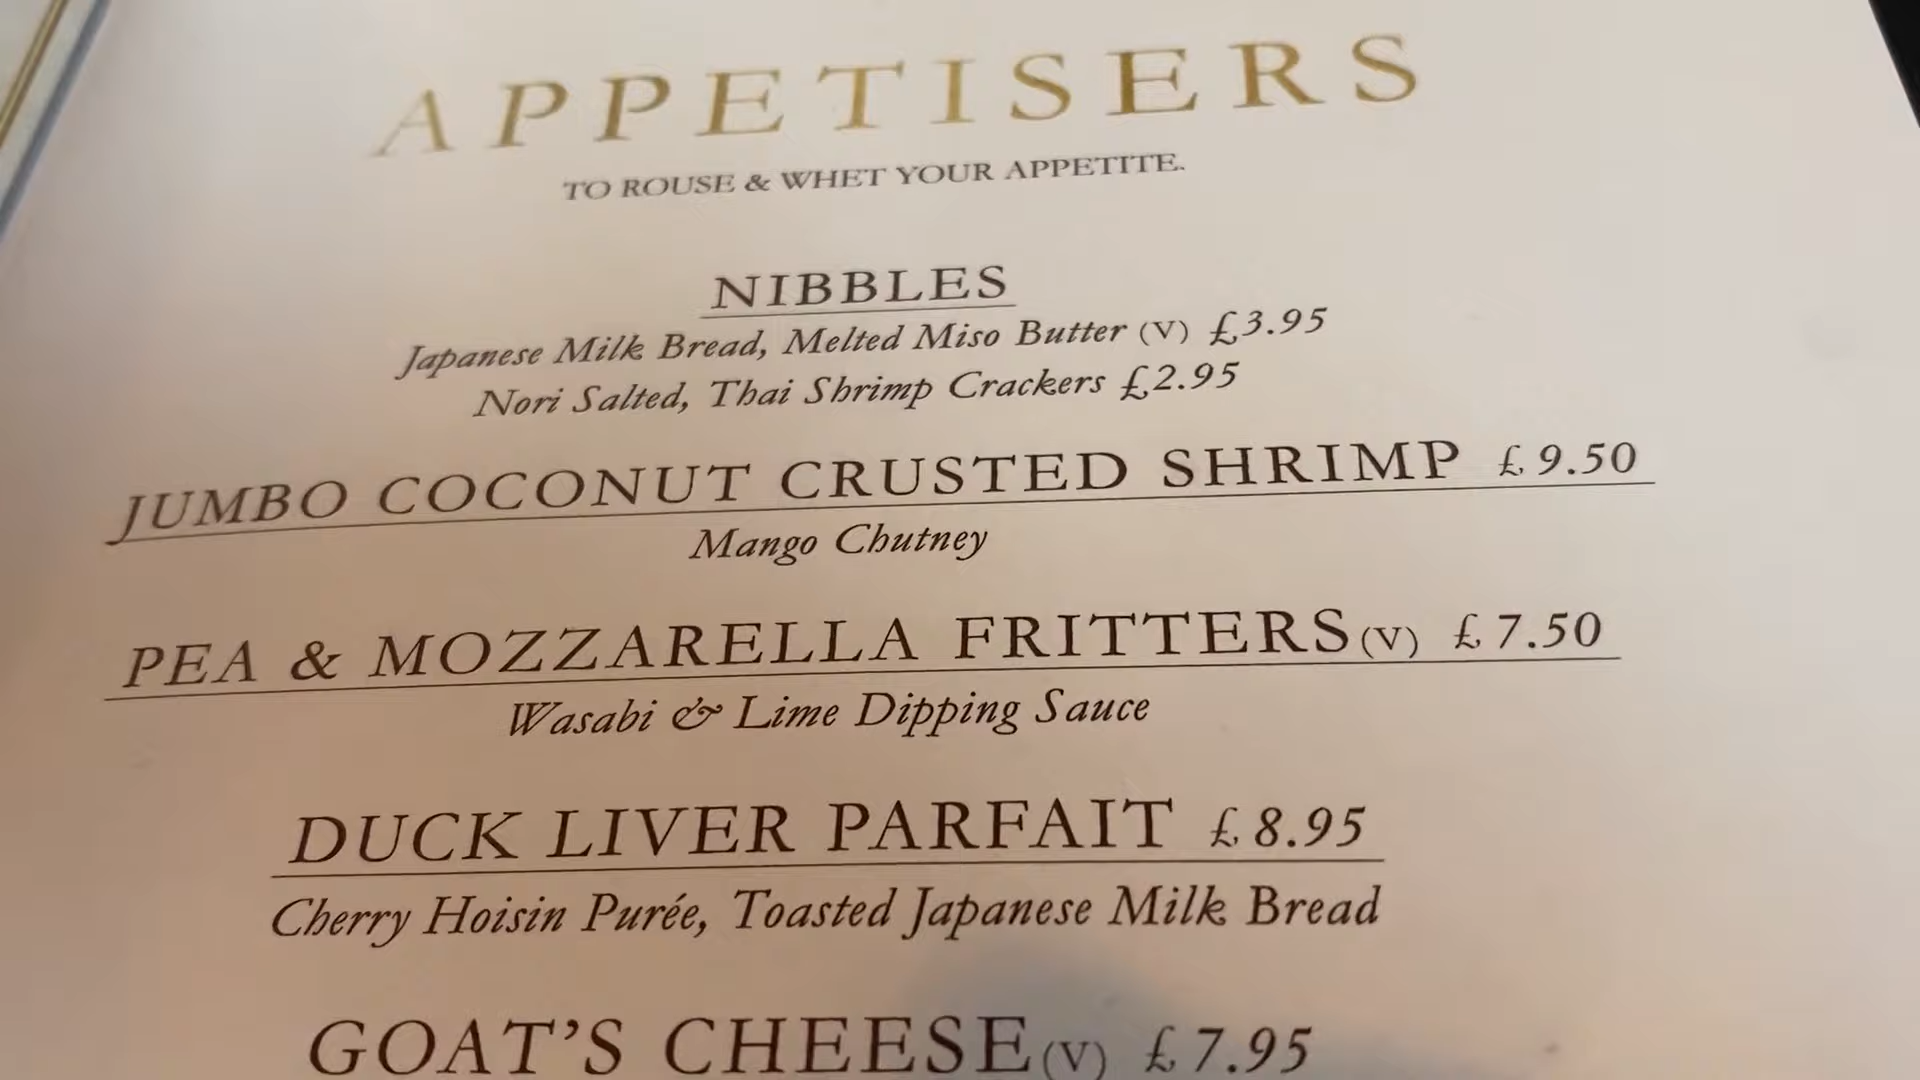 APPETISERS
TO ROUSE & WHET YOUR APPETITE.
NIBBLES
Japanese Milk Bread, Melted Miso Butter (V) £3.95
Nori Salted, Thai Shrimp Crackers £2.95
JUMBO COCONUT CRUSTED SHRIMP £9.50
Mango Chutney
PEA & MOZZARELLA FRITTERS (V) £7.50
Wasabi & Lime Dipping Sauce
DUCK LIVER PARFAIT £8.95
Cherry Hoisin Purée, Toasted Japanese Milk Bread
GOAT'S CHEESE (V) £7.95